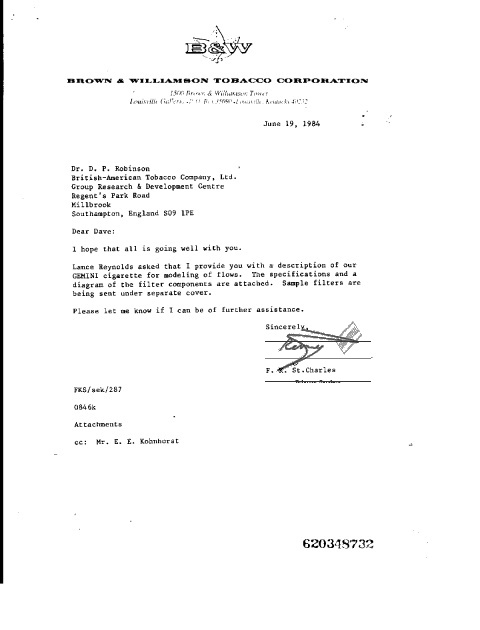 B&W
BROWN & WILLIAMSON TOBACCO CORPORATION
1500 Brown & Williamson Tower
Louisville Galleria - P.O. Box 35090 - Louisville, Kentucky 40232
June 19, 1984
Dr. D. P. Robinson
British-American Tobacco Company, Ltd.
Group Research & Development Centre
Regent's Park Road
Millbrook
Southampton, England SO9 1PE
Dear Dave:
I hope that all is going well with you.
Lance Reynolds asked that I provide you with a description of our
GEMINI cigarette for modeling of flows. The specifications and a
diagram of the filter components are attached. Sample filters are
being sent under separate cover.
Please let me know if I can be of further assistance.
Sincerely,
F. K. St.Charles
FKS/sek/287
0846k
Attachments
cc: Mr. E. E. Kohnhorst
620348732